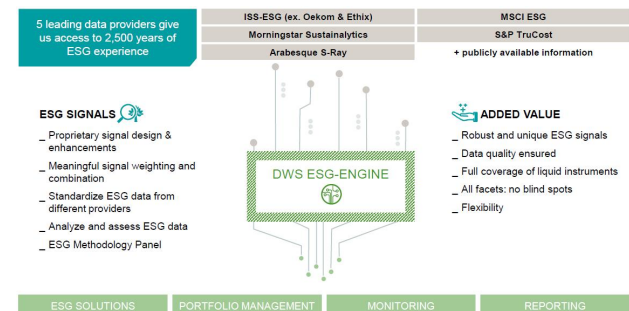 5 leading data providers give
us access to 2,500 years of
ESG experience
ISS-ESG (ex. Oekom & Ethix)
MSCI ESG
Morningstar Sustainalytics
S&P TruCost
Arabesque S-Ray
+ publicly available information
ESG SIGNALS
_ Proprietary signal design &
enhancements
_ Meaningful signal weighting and
combination
_ Standardize ESG data from
different providers
_ Analyze and assess ESG data
_ ESG Methodology Panel
DWS ESG-ENGINE
ADDED VALUE
_ Robust and unique ESG signals
_ Data quality ensured
_ Full coverage of liquid instruments
_ All facets: no blind spots
_ Flexibility
ESG SOLUTIONS
PORTFOLIO MANAGEMENT
MONITORING
REPORTING